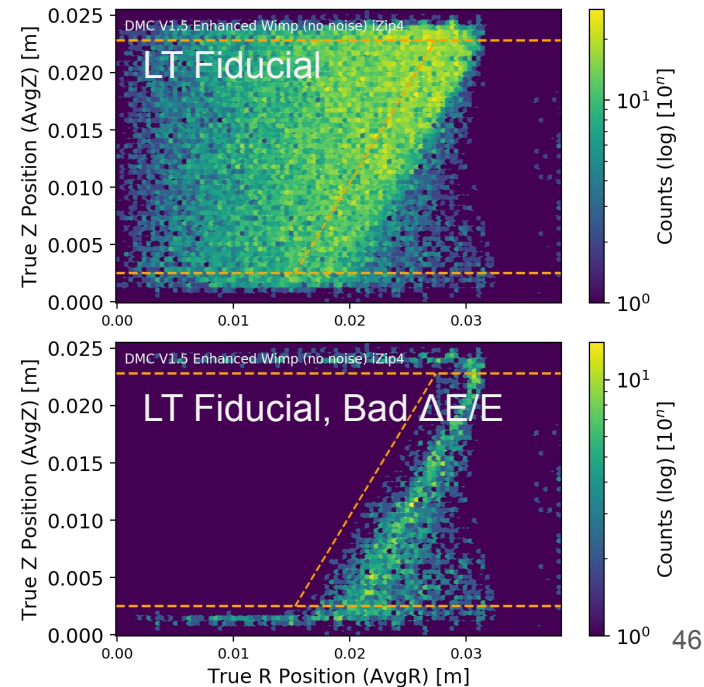 0.025
0.020
0.015
0.010
0.005
0.000
True Z Position (AvgZ) [m]
DMC V1.5 Enhanced Wimp (no noise) iZip4
LT Fiducial
0.00
0.01
0.02
0.03
10¹
10⁰
Counts (log) [10ⁿ]
0.025
0.020
0.015
0.010
0.005
0.000
True Z Position (AvgZ) [m]
DMC V1.5 Enhanced Wimp (no noise) iZip4
LT Fiducial, Bad ΔE/E
0.00
0.01
0.02
0.03
True R Position (AvgR) [m]
10¹
10⁰
Counts (log) [10ⁿ]
46